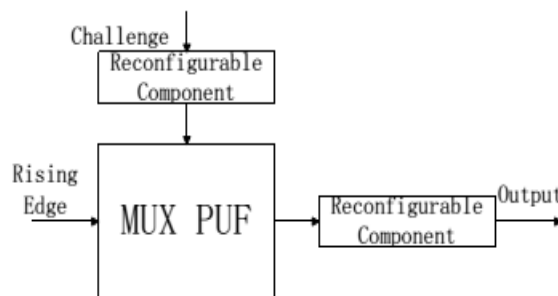 Challenge
Reconfigurable
Component
Rising
Edge
MUX PUF
Reconfigurable
Component
Output